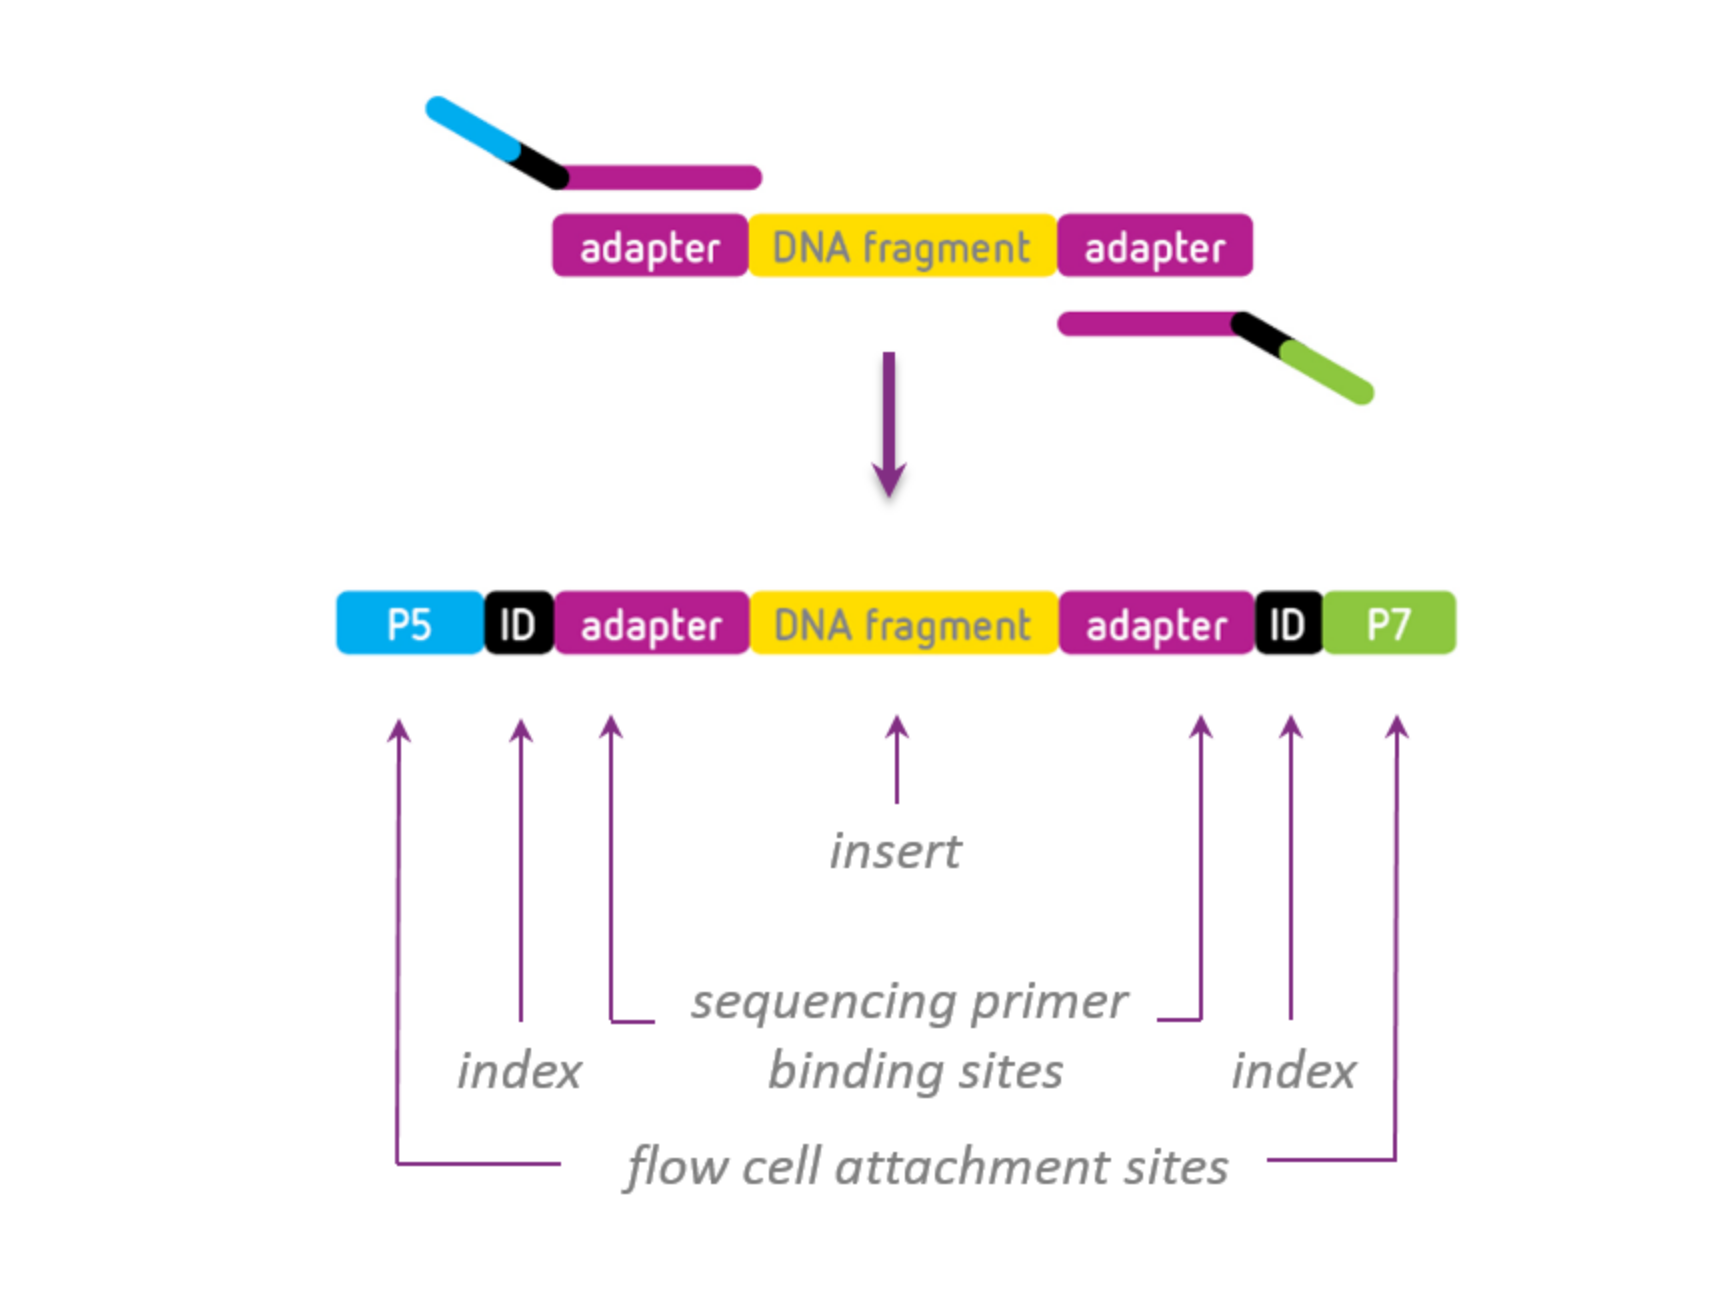 adapter DNA fragment adapter
P5 ID adapter DNA fragment adapter ID P7
insert
sequencing primer
binding sites
index
index
flow cell attachment sites